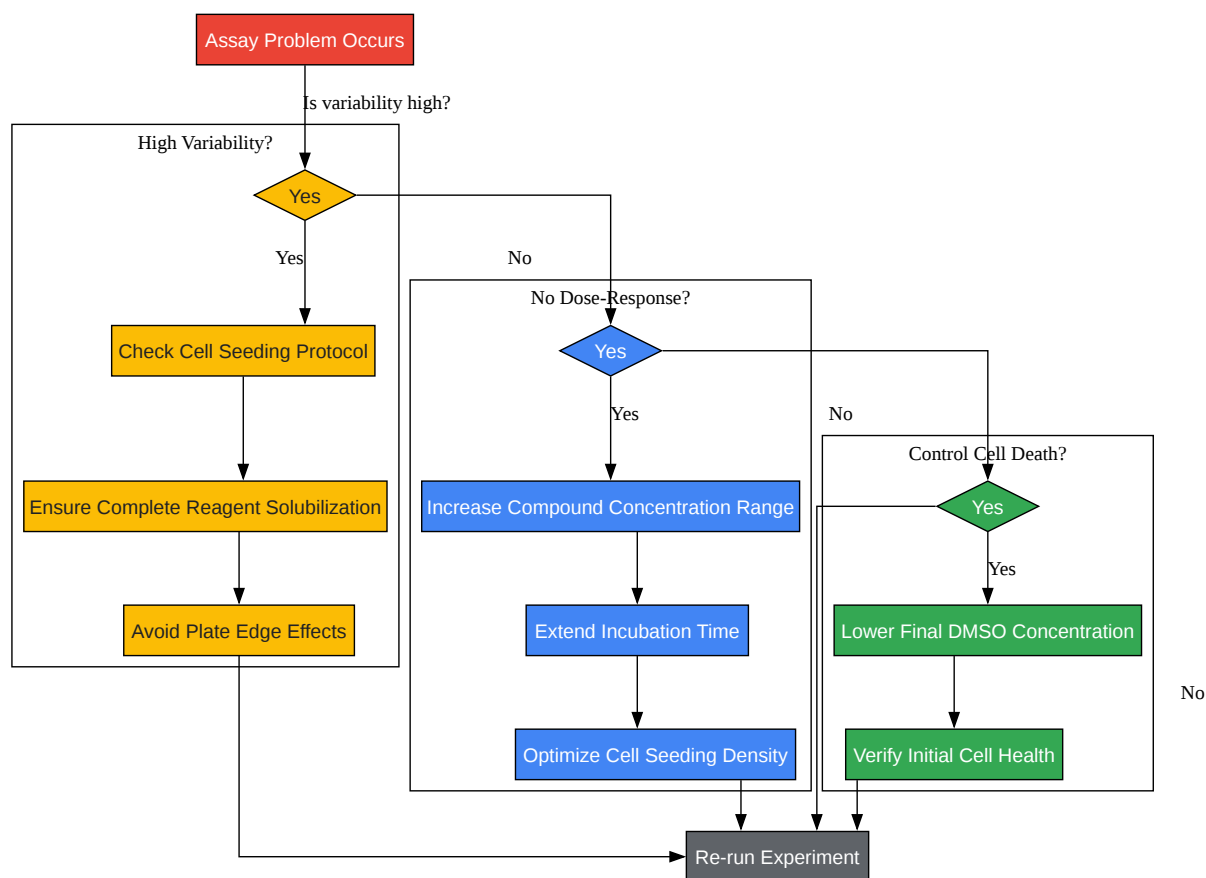 Assay Problem Occurs
Is variability high?
High Variability?
Yes
Yes
No
No Dose-Response?
Check Cell Seeding Protocol
Yes
Yes
No
Control Cell Death?
Ensure Complete Reagent Solubilization
Increase Compound Concentration Range
Yes
Yes
Avoid Plate Edge Effects
Extend Incubation Time
Lower Final DMSO Concentration
No
Optimize Cell Seeding Density
Verify Initial Cell Health
Re-run Experiment